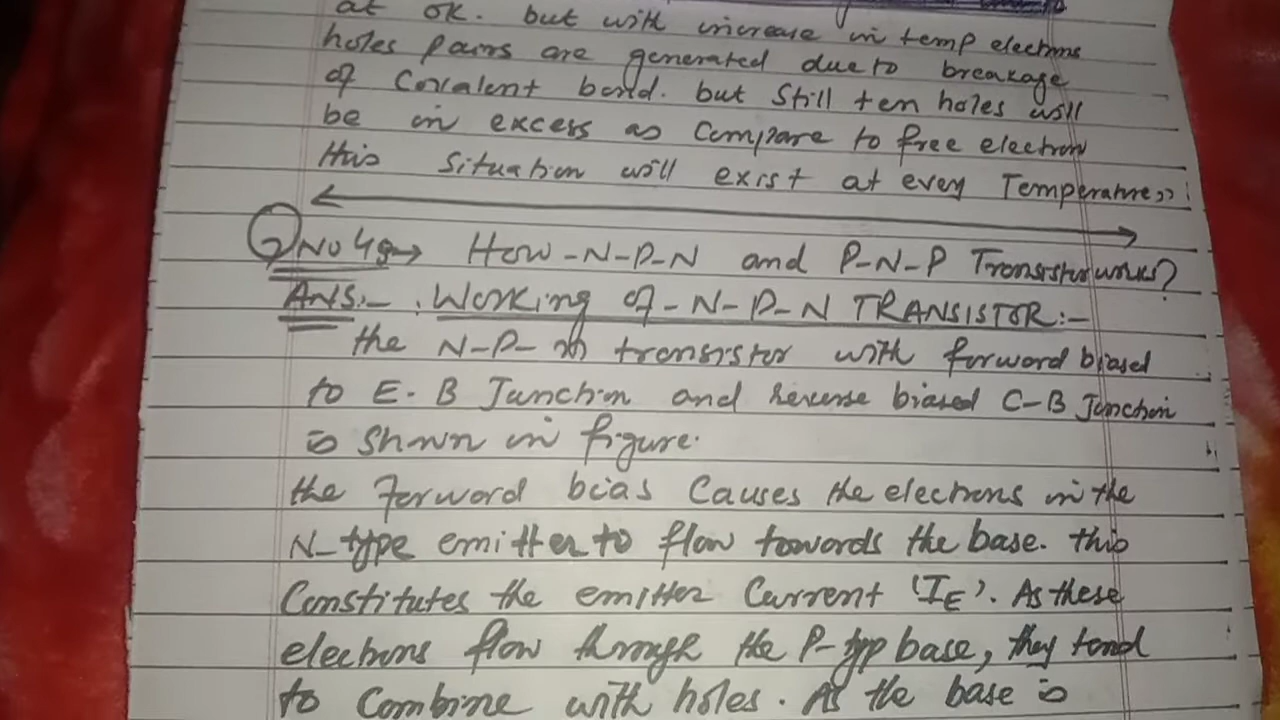 at ok. but with increase in temp electrons
holes pairs are generated due to breakage
of Covalent bond. but Still ten holes will
be in excess as Compare to free electron
this Situation will exist at every Temperature,,
QNo 49→ How-N-P-N and P-N-P Transistor works?
ANS:- . Working of-N-P-N TRANSISTOR:-
the N-P-n transistor with forward biased
to E-B Junction and Reverse biased C-B Junction
is Shown in figure.
the Forward bias Causes the electrons in the
N-type emitter to flow towards the base. this
Constitutes the emitter Current 'IE'. As these
electrons flow through the P-typ base, they tend
to Combine with holes. As the base is